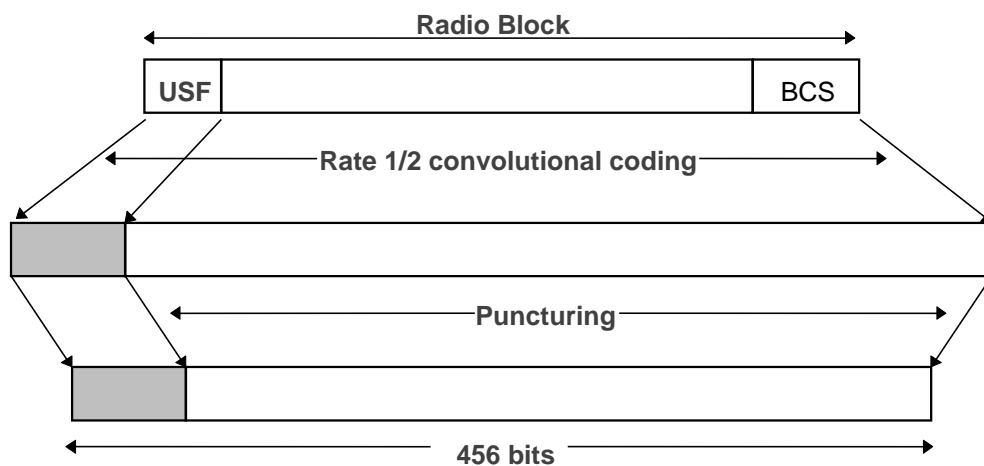 Radio Block
USF
BCS
Rate 1/2 convolutional coding
Puncturing
456 bits